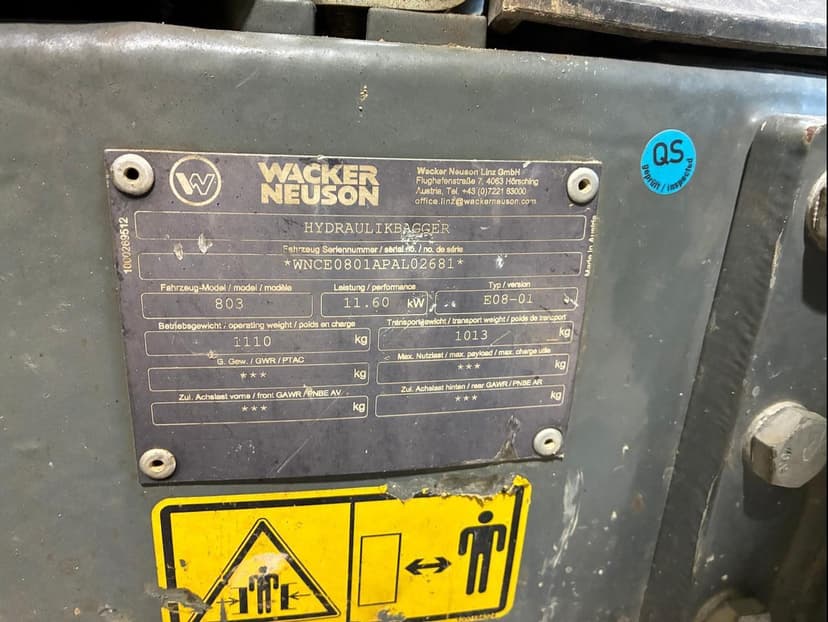 WACKER
NEUSON
Wacker Neuson Linz GmbH
Flughafenstraße 7, 4063 Hörsching
Austria, Tel. +43 (0)7221 63000
office.linz@wackerneuson.com
HYDRAULIKBAGGER
Fahrzeug Seriennummer / serial no. / no. de série
*WNCE0801APAL02681*
Fahrzeug-Model / model / modèle
Leistung / performance
Typ / version
803
11.60 kW
E08-01
Betriebsgewicht / operating weight / poids en charge
Transportgewicht / transport weight / poids de transport
1110 kg
1013 kg
G. Gew. / GWR / PTAC
Max. Nutzlast / max. payload / max. charge utile
*** kg
*** kg
Zul. Achslast vorne / front GAWR / PNBE AV
Zul. Achslast hinten / rear GAWR / PNBE AR
*** kg
*** kg
1000269512
Made in Austria
QS
geprüft / inspected